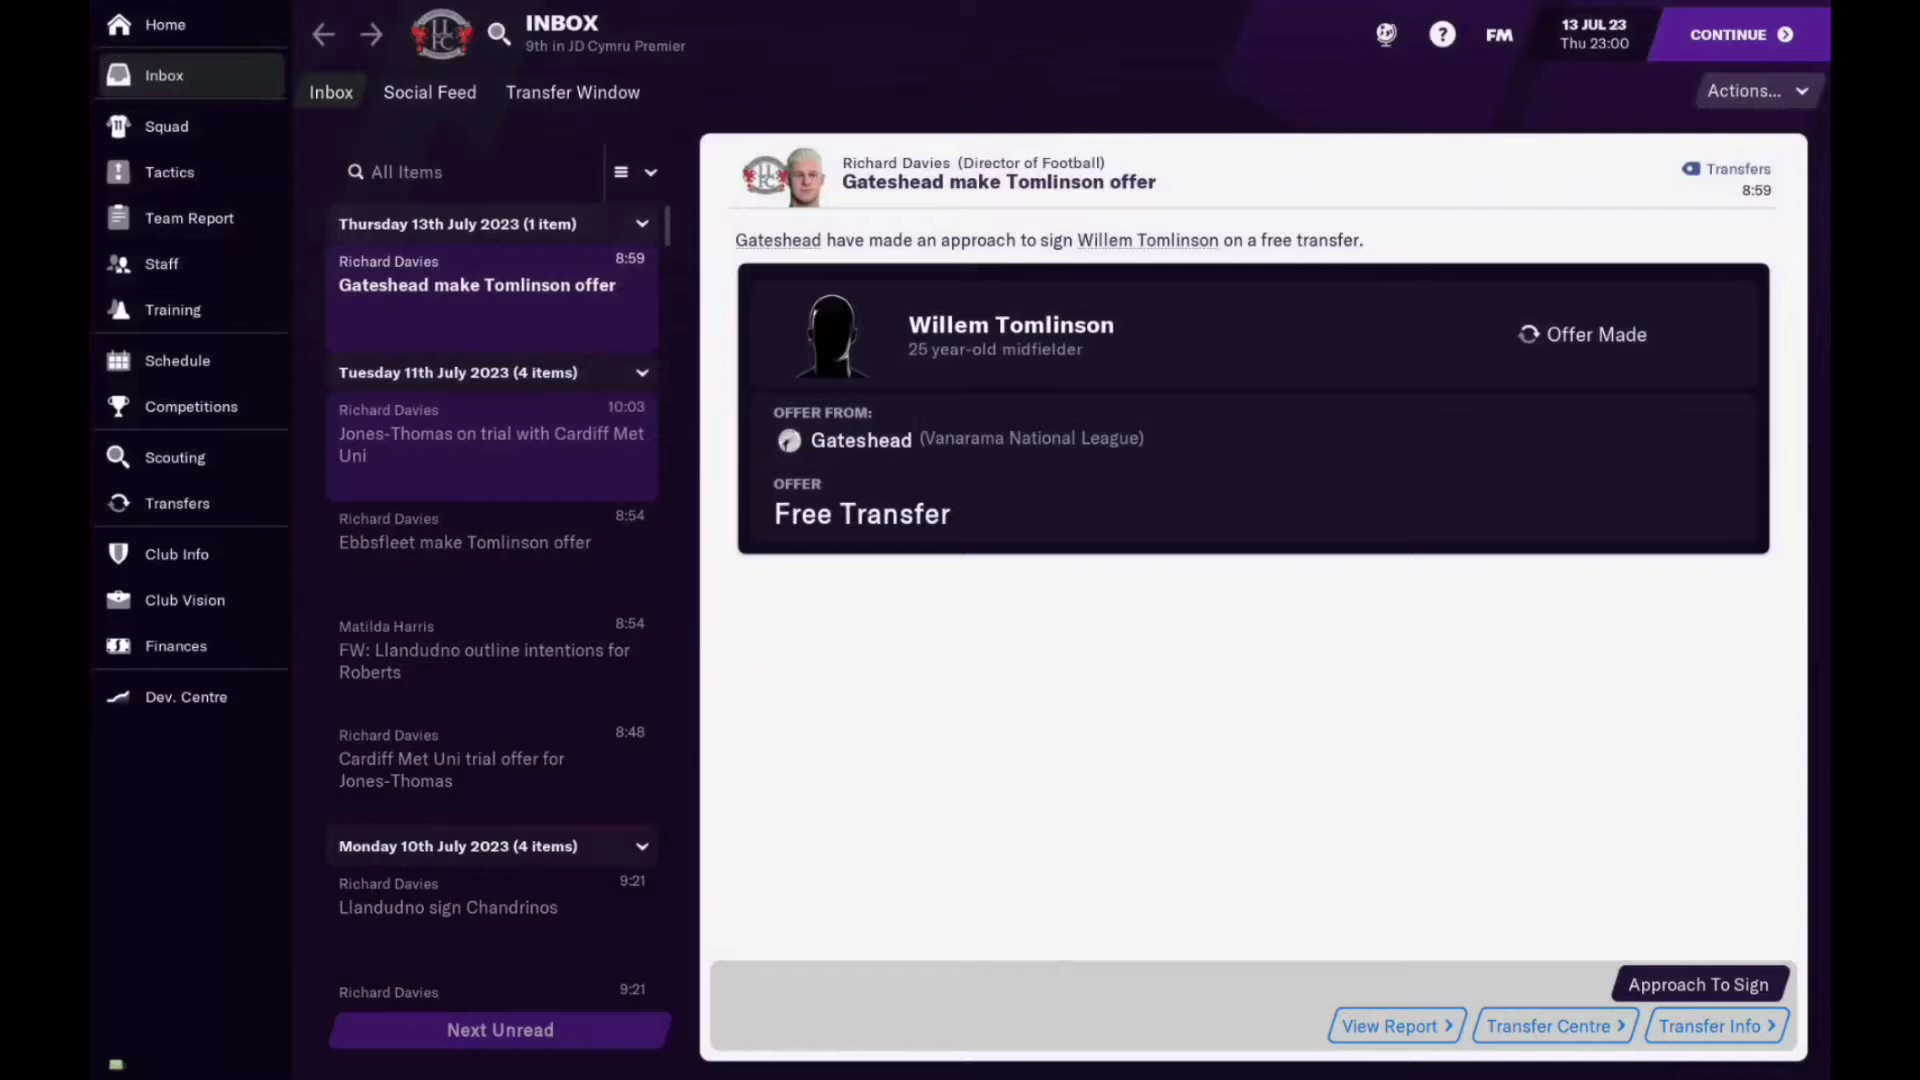 Home
Inbox
Squad
Tactics
Team Report
Staff
Training
Schedule
Competitions
Scouting
Transfers
Club Info
Club Vision
Finances
Dev. Centre
INBOX
9th in JD Cymru Premier
FM
13 JUL 23
Thu 23:00
CONTINUE
Inbox
Social Feed
Transfer Window
Actions...
All Items
Thursday 13th July 2023 (1 item)
Richard Davies 8:59
Gateshead make Tomlinson offer
Tuesday 11th July 2023 (4 items)
Richard Davies 10:03
Jones-Thomas on trial with Cardiff Met
Uni
Richard Davies 8:54
Ebbsfleet make Tomlinson offer
Matilda Harris 8:54
FW: Llandudno outline intentions for
Roberts
Richard Davies 8:48
Cardiff Met Uni trial offer for
Jones-Thomas
Monday 10th July 2023 (4 items)
Richard Davies 9:21
Llandudno sign Chandrinos
Richard Davies 9:21
Next Unread
Richard Davies (Director of Football)
Gateshead make Tomlinson offer
Transfers
8:59
Gateshead have made an approach to sign Willem Tomlinson on a free transfer.
Willem Tomlinson
25 year-old midfielder
Offer Made
OFFER FROM:
Gateshead (Vanarama National League)
OFFER
Free Transfer
Approach To Sign
View Report
Transfer Centre
Transfer Info